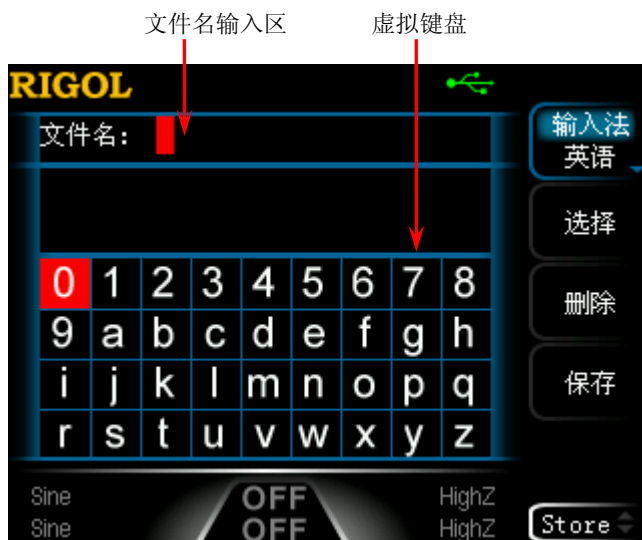 文件名输入区 虚拟键盘
RIGOL
文件名：
输入法
英语
选择
删除
保存
0 1 2 3 4 5 6 7 8
9 a b c d e f g h
i j k l m n o p q
r s t u v w x y z
Sine OFF HighZ
Sine OFF HighZ
Store